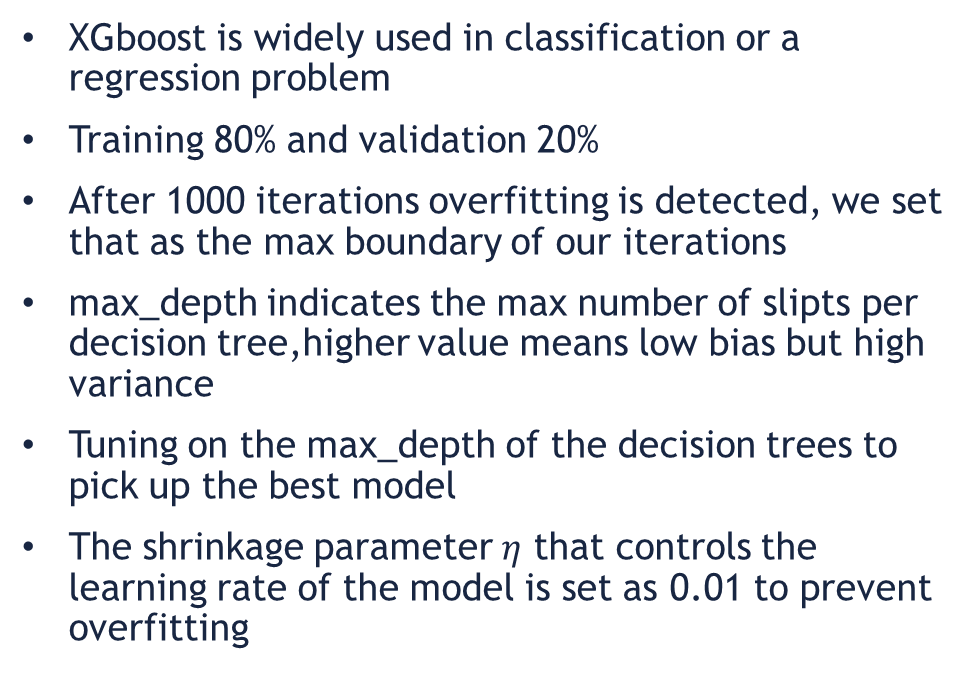 • XGboost is widely used in classification or a
regression problem
• Training 80% and validation 20%
• After 1000 iterations overfitting is detected, we set
that as the max boundary of our iterations
• max_depth indicates the max number of slipts per
decision tree,higher value means low bias but high
variance
• Tuning on the max_depth of the decision trees to
pick up the best model
• The shrinkage parameter η that controls the
learning rate of the model is set as 0.01 to prevent
overfitting